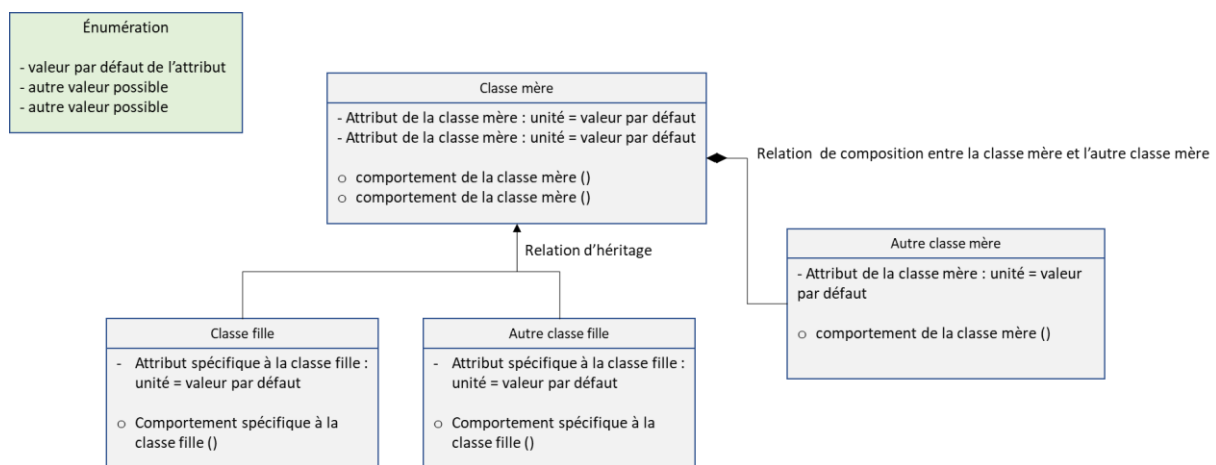 Énumération
- valeur par défaut de l'attribut
- autre valeur possible
- autre valeur possible
Classe mère
- Attribut de la classe mère : unité = valeur par défaut
- Attribut de la classe mère : unité = valeur par défaut
o comportement de la classe mère ()
o comportement de la classe mère ()
Relation de composition entre la classe mère et l'autre classe mère
Relation d'héritage
Autre classe mère
- Attribut de la classe mère : unité = valeur
par défaut
o comportement de la classe mère ()
Classe fille
- Attribut spécifique à la classe fille :
unité = valeur par défaut
o Comportement spécifique à la
classe fille ()
Autre classe fille
- Attribut spécifique à la classe fille :
unité = valeur par défaut
o Comportement spécifique à la
classe fille ()